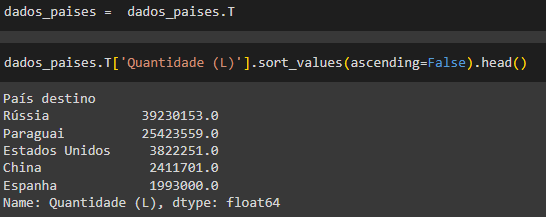 dados_paises =  dados_paises.T
dados_paises.T['Quantidade (L)'].sort_values(ascending=False).head()
País destino
Rússia            39230153.0
Paraguai          25423559.0
Estados Unidos     3822251.0
China              2411701.0
Espanha            1993000.0
Name: Quantidade (L), dtype: float64